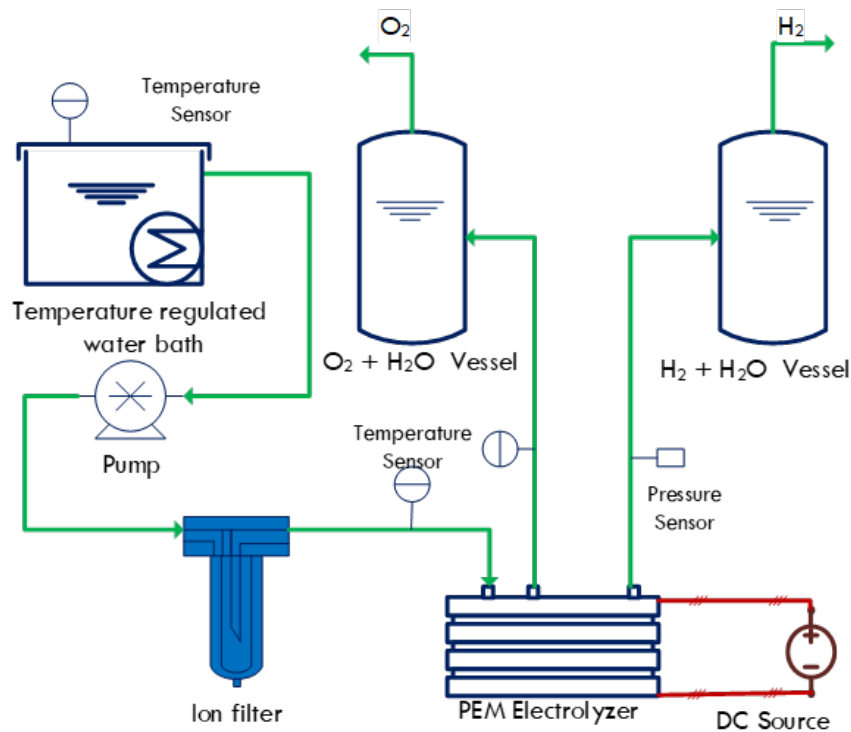 O₂
H₂
Temperature
Sensor
Temperature regulated
water bath
O₂ + H₂O Vessel
H₂ + H₂O Vessel
Pump
Temperature
Sensor
Pressure
Sensor
Ion filter
PEM Electrolyzer
DC Source